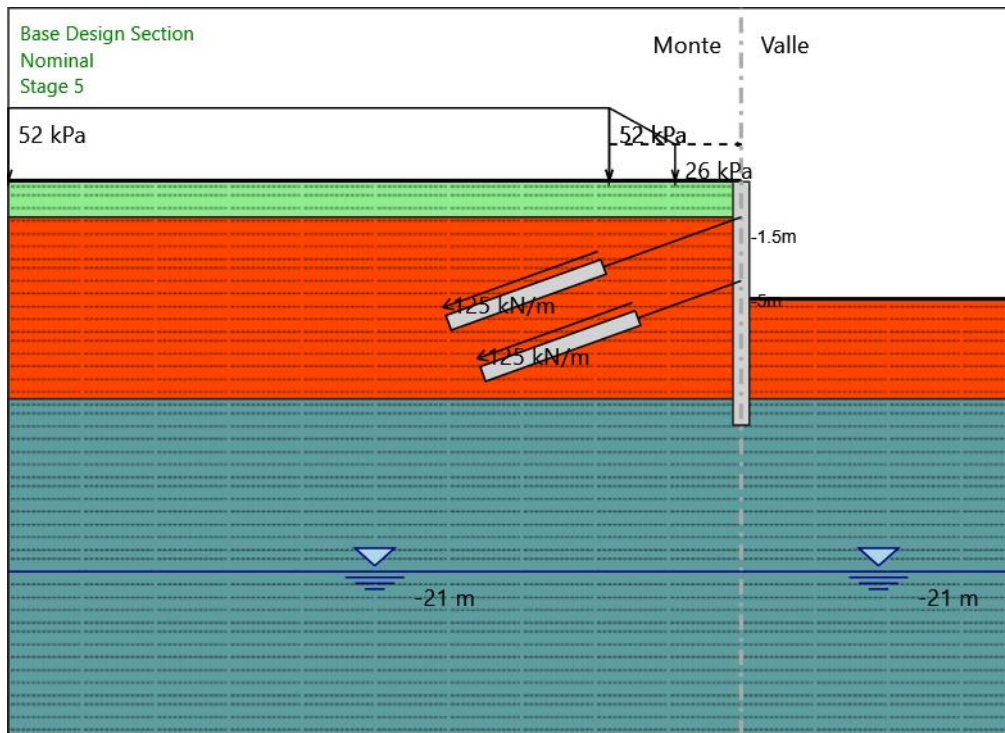 Base Design Section
Nominal
Stage 5
Monte
Valle
52 kPa
52 kPa
26 kPa
-1.5m
-5m
125 kN/m
125 kN/m
-21 m
-21 m